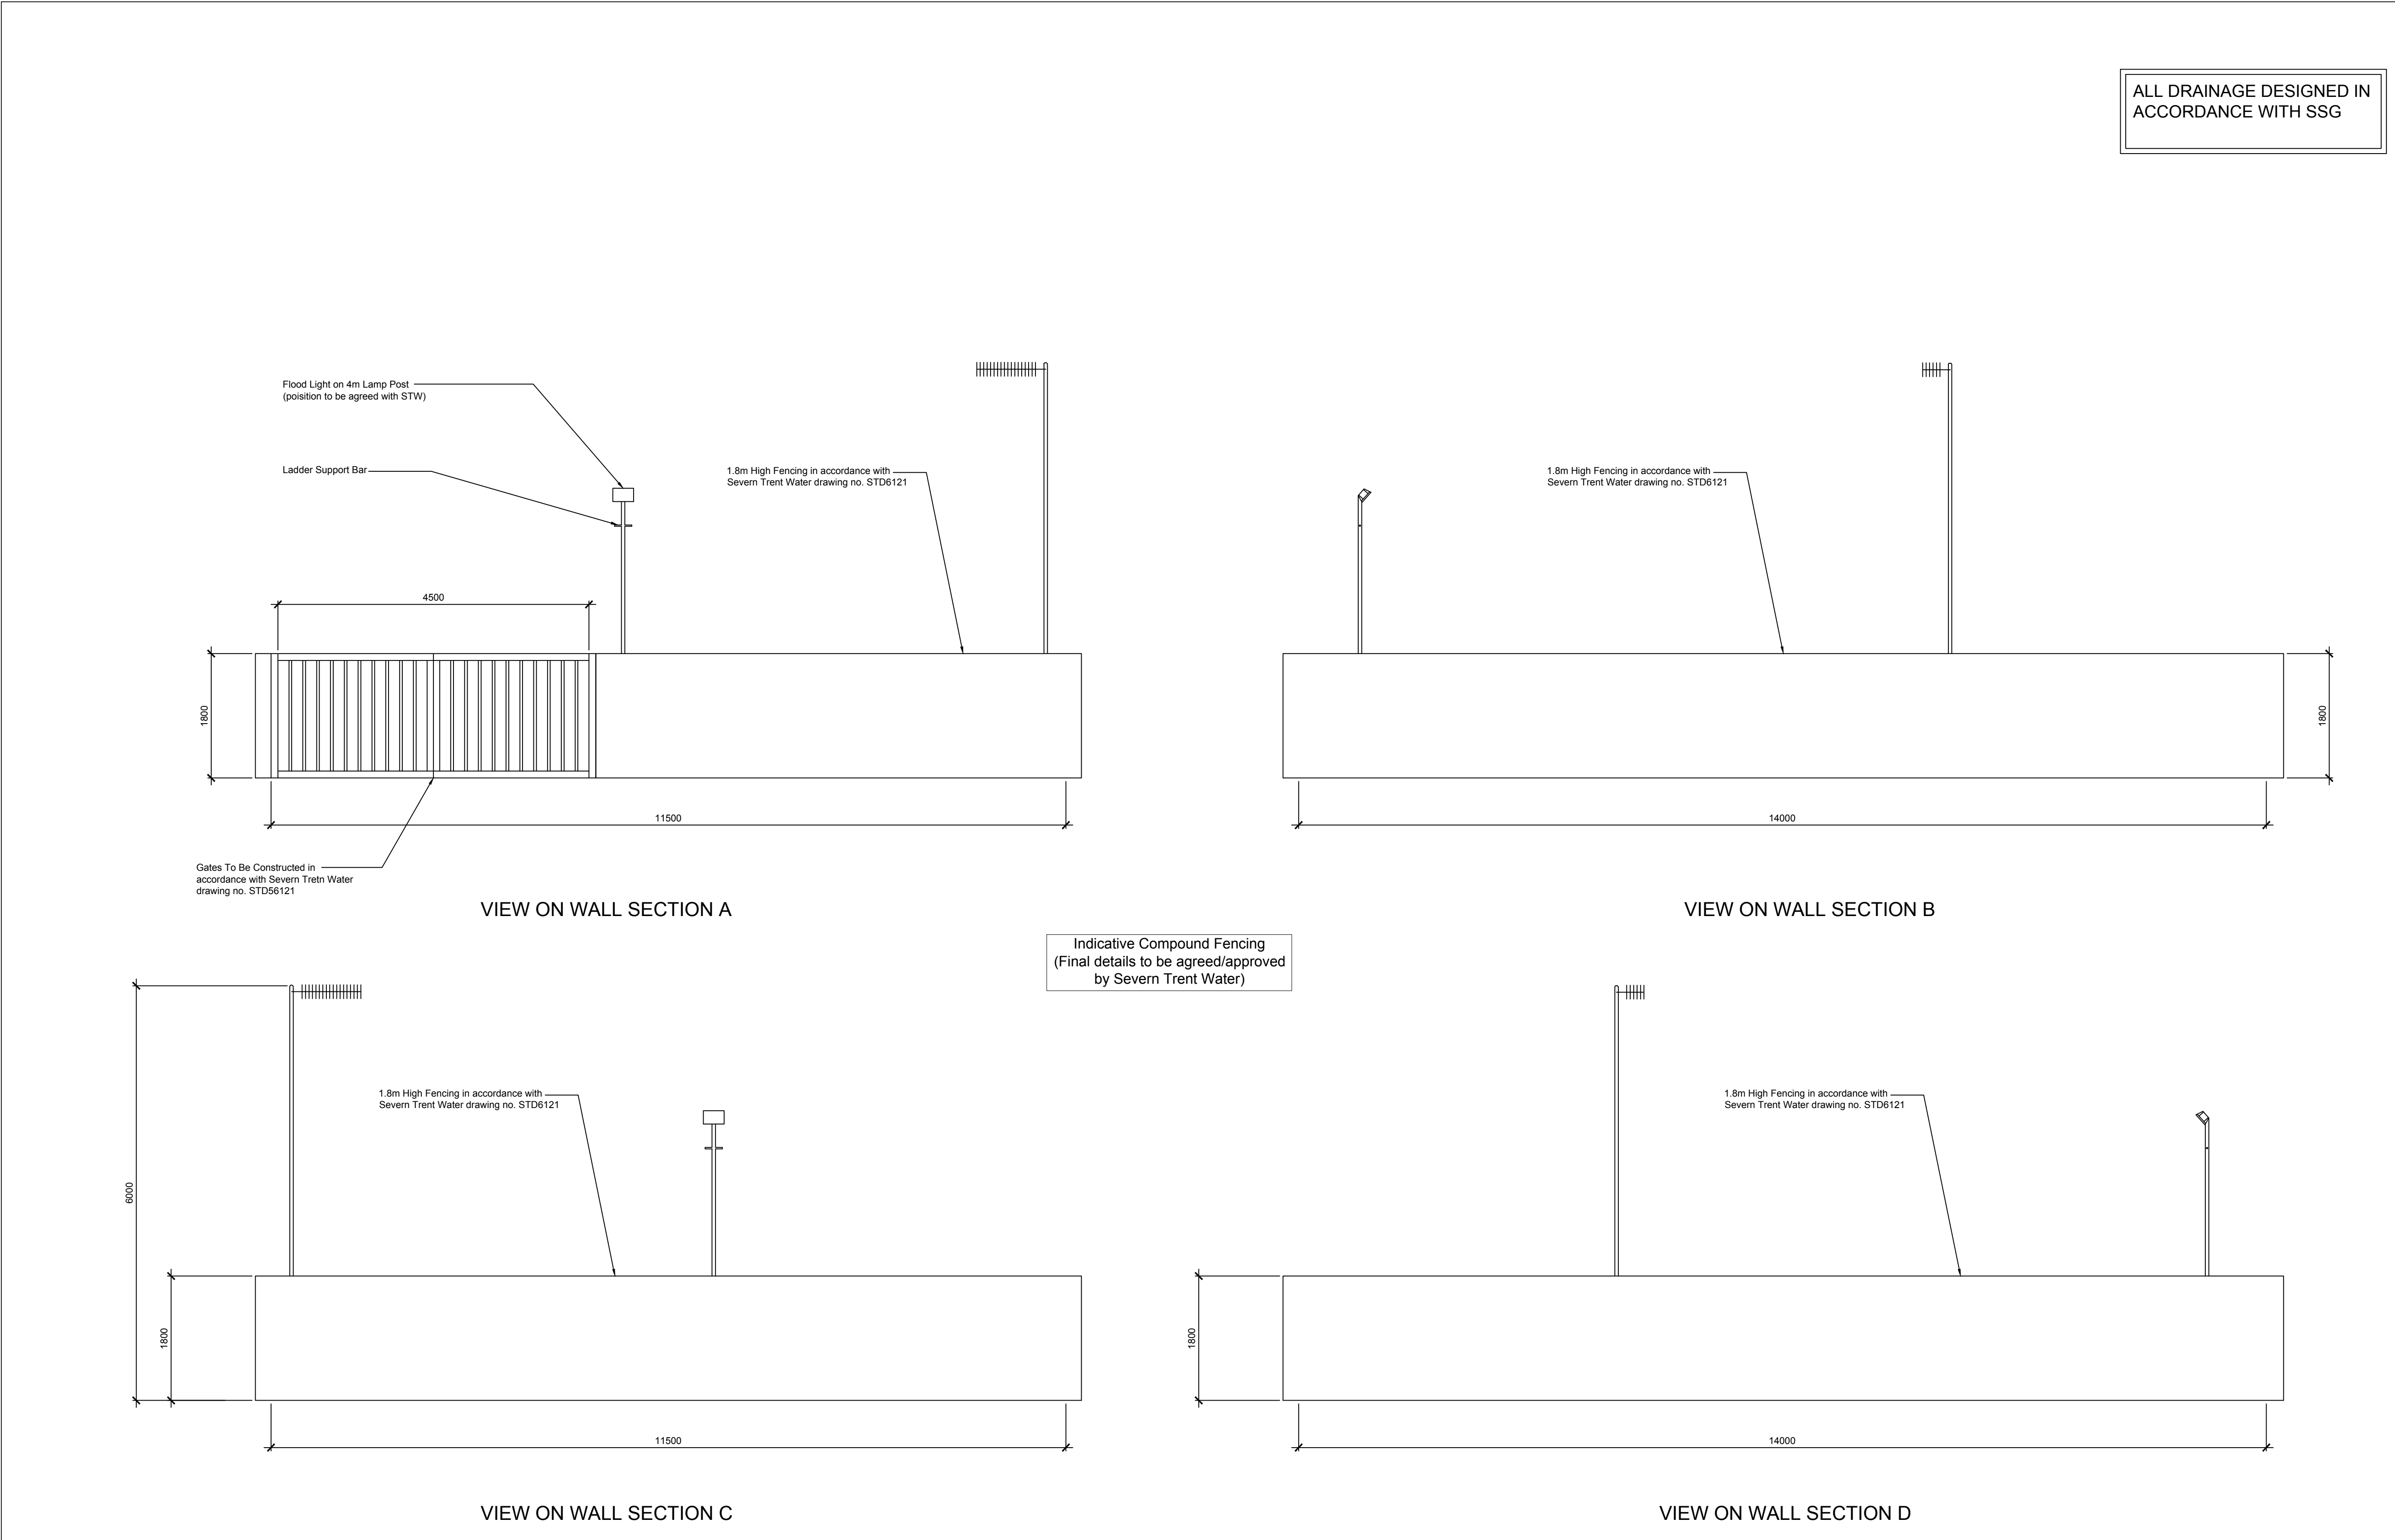 ALL DRAINAGE DESIGNED IN
ACCORDANCE WITH SSG
Flood Light on 4m Lamp Post
(poisition to be agreed with STW)
Ladder Support Bar
1.8m High Fencing in accordance with
Severn Trent Water drawing no. STD6121
4500
1800
11500
Gates To Be Constructed in
accordance with Severn Tretn Water
drawing no. STD56121
VIEW ON WALL SECTION A
1.8m High Fencing in accordance with
Severn Trent Water drawing no. STD6121
1800
14000
VIEW ON WALL SECTION B
Indicative Compound Fencing
(Final details to be agreed/approved
by Severn Trent Water)
1.8m High Fencing in accordance with
Severn Trent Water drawing no. STD6121
6000
1800
11500
VIEW ON WALL SECTION C
1.8m High Fencing in accordance with
Severn Trent Water drawing no. STD6121
1800
14000
VIEW ON WALL SECTION D